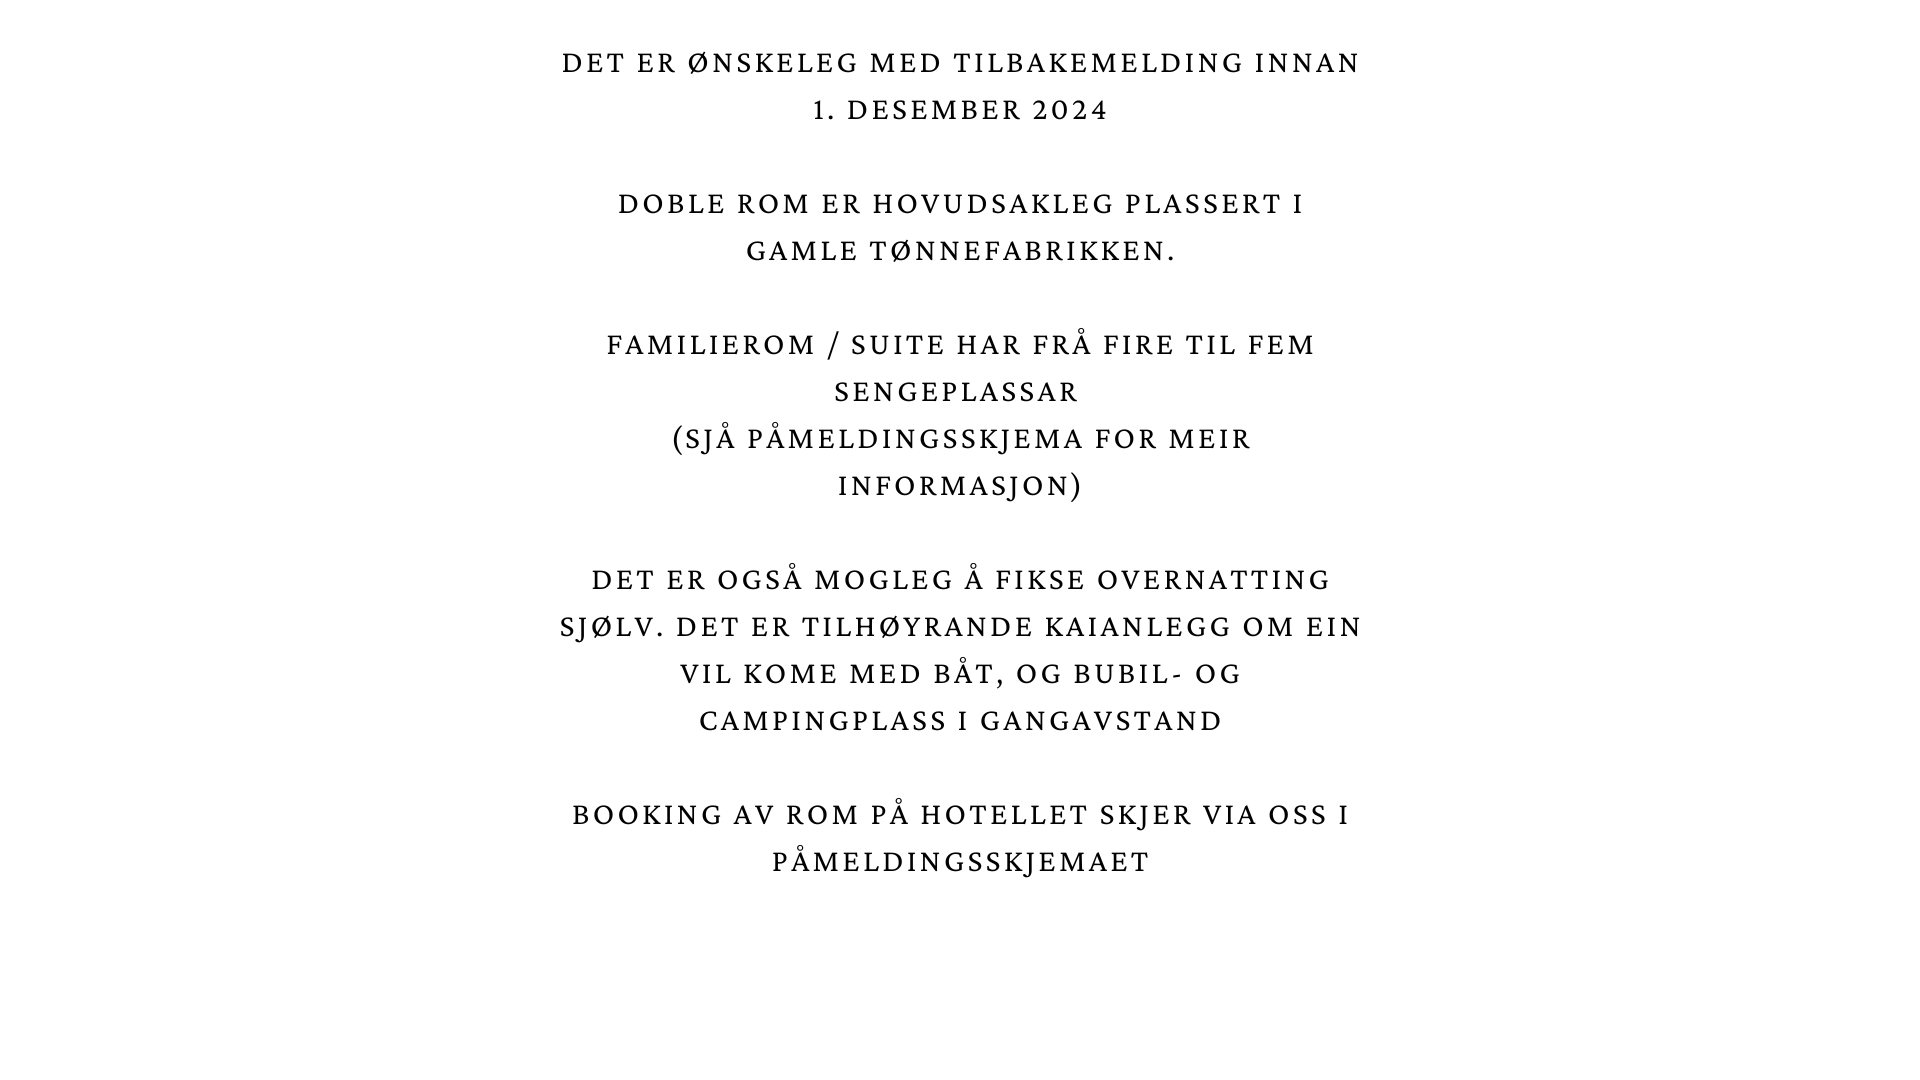 DET ER ØNSKELEG MED TILBAKEMELDING INNAN
1. DESEMBER 2024
DOBLE ROM ER HOVUDSAKLEG PLASSERT I
GAMLE TØNNEFABRIKKEN.
FAMILIEROM / SUITE HAR FRÅ FIRE TIL FEM
SENGEPLASSAR
(SJÅ PÅMELDINGSSKJEMA FOR MEIR
INFORMASJON)
DET ER OGSÅ MOGLEG Å FIKSE OVERNATTING
SJØLV. DET ER TILHØYRANDE KAIANLEGG OM EIN
VIL KOME MED BÅT, OG BUBIL- OG
CAMPINGPLASS I GANGAVSTAND
BOOKING AV ROM PÅ HOTELLET SKJER VIA OSS I
PÅMELDINGSSKJEMAET